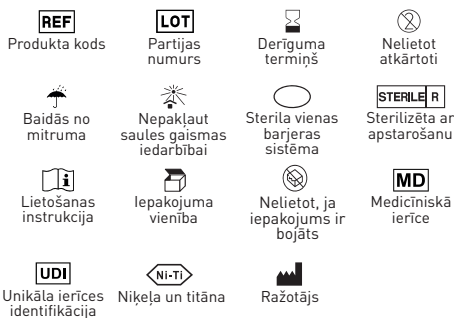 REF
LOT
Produkta kods
Partijas
numurs
Derīguma
termiņš
2
Nelietot
atkārtoti
Baidās no
mitruma
Nepakļaut
saules gaismas
iedarbībai
Sterila vienas
barjeras
sistēma
STERILE R
Sterilizēta ar
apstarošanu
i
Lietošanas
instrukcija
Iepakojuma
vienība
Nelietot, ja
iepakojums ir
bojāts
MD
Medicīniskā
ierīce
UDI
Unikāla ierīces
identifikācija
Ni-Ti
Niķeļa un titāna
Ražotājs